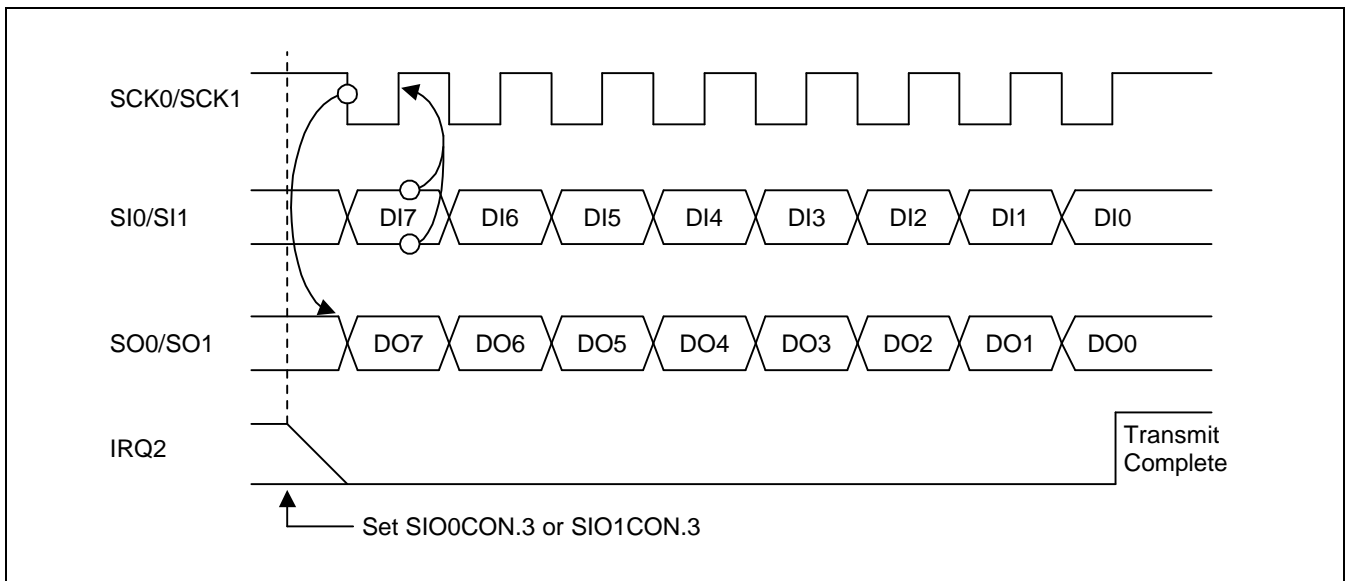 SCK0/SCK1
SI0/SI1
DI7 DI6 DI5 DI4 DI3 DI2 DI1 DI0
SO0/SO1
DO7 DO6 DO5 DO4 DO3 DO2 DO1 DO0
IRQ2
Transmit
Complete
Set SIO0CON.3 or SIO1CON.3